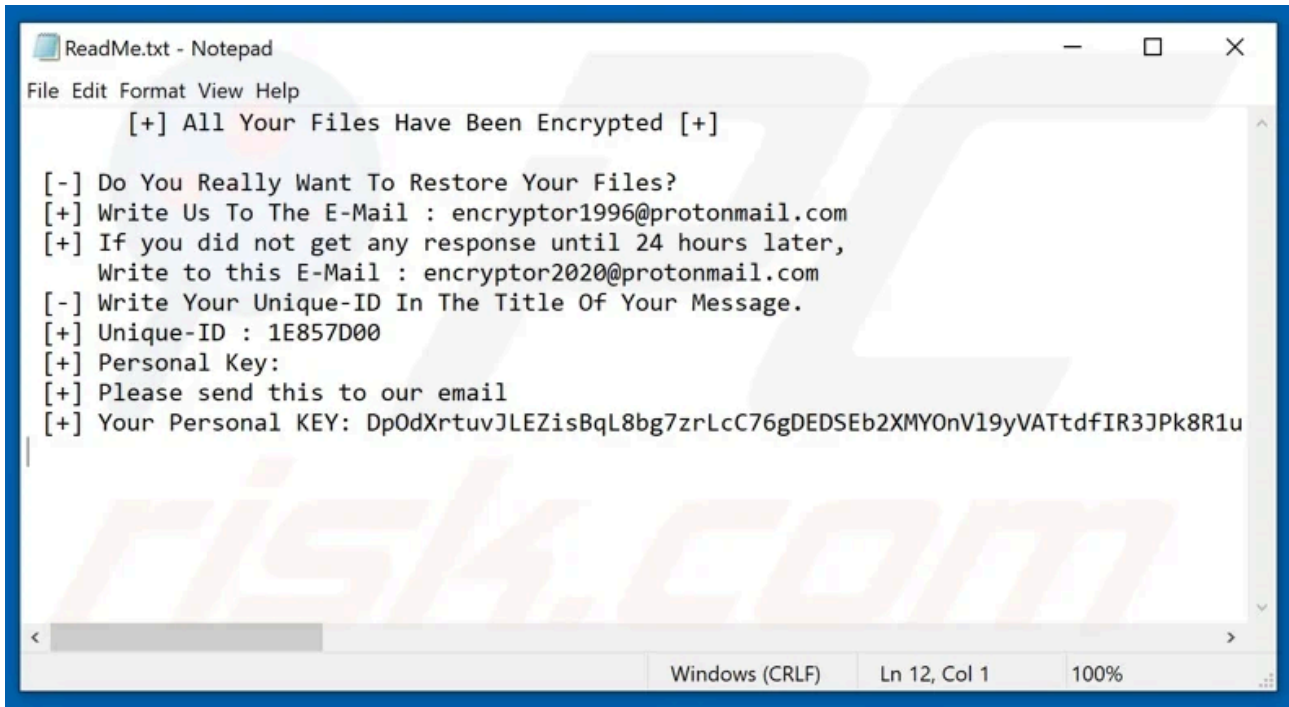 ReadMe.txt - Notepad
File Edit Format View Help
[+] All Your Files Have Been Encrypted [+]
[-] Do You Really Want To Restore Your Files?
[+] Write Us To The E-Mail : encryptor1996@protonmail.com
[+] If you did not get any response until 24 hours later,
Write to this E-Mail : encryptor2020@protonmail.com
[-] Write Your Unique-ID In The Title Of Your Message.
[+] Unique-ID : 1E857D00
[+] Personal Key:
[+] Please send this to our email
[+] Your Personal KEY: DpOdXrtuvJLEZisBqL8bg7zrLcC76gDEDSEb2XMYOnVl9yVATtdfIR3JPk8R1u
PC
risk.com
Windows (CRLF) Ln 12, Col 1 100%